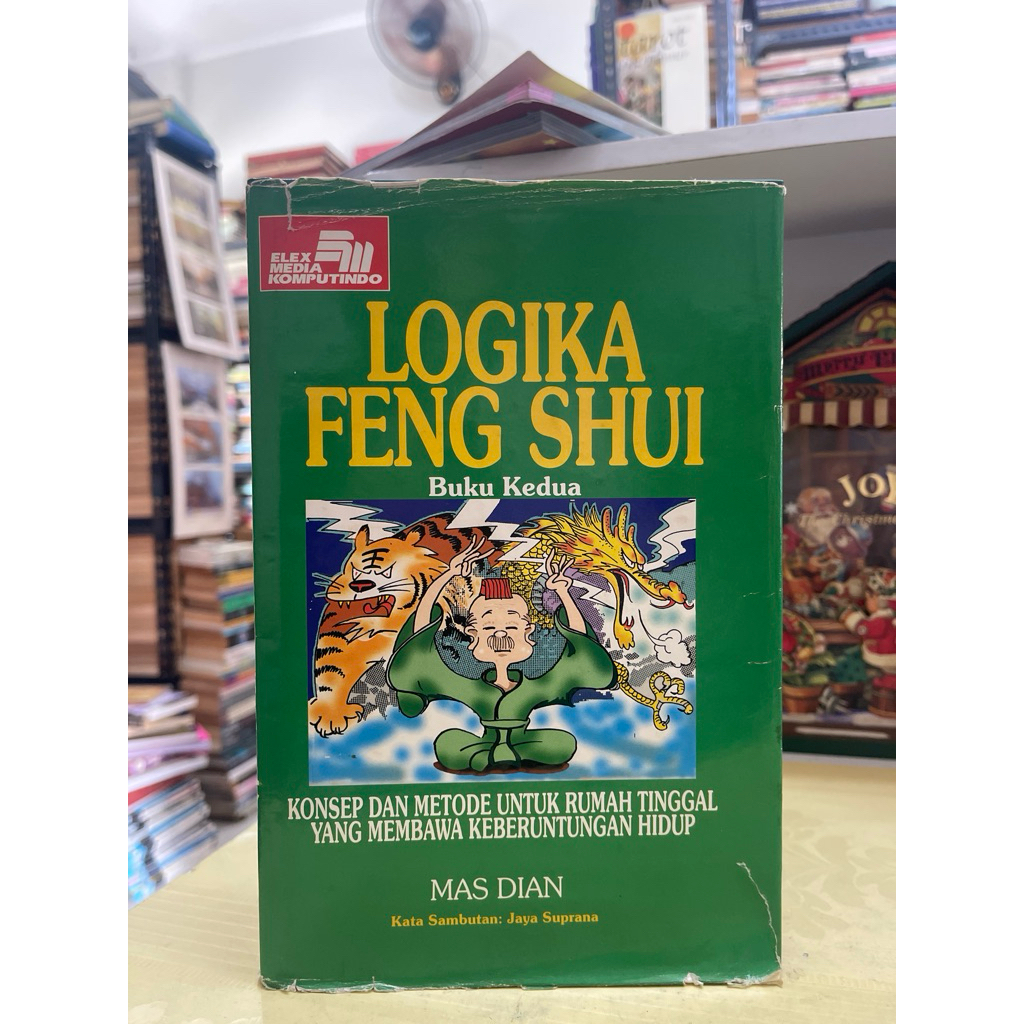 ELEX
MEDIA
KOMPUTINDO
LOGIKA
FENG SHUI
Buku Kedua
KONSEP DAN METODE UNTUK RUMAH TINGGAL
YANG MEMBAWA KEBERUNTUNGAN HIDUP
MAS DIAN
Kata Sambutan: Jaya Suprana
Merry